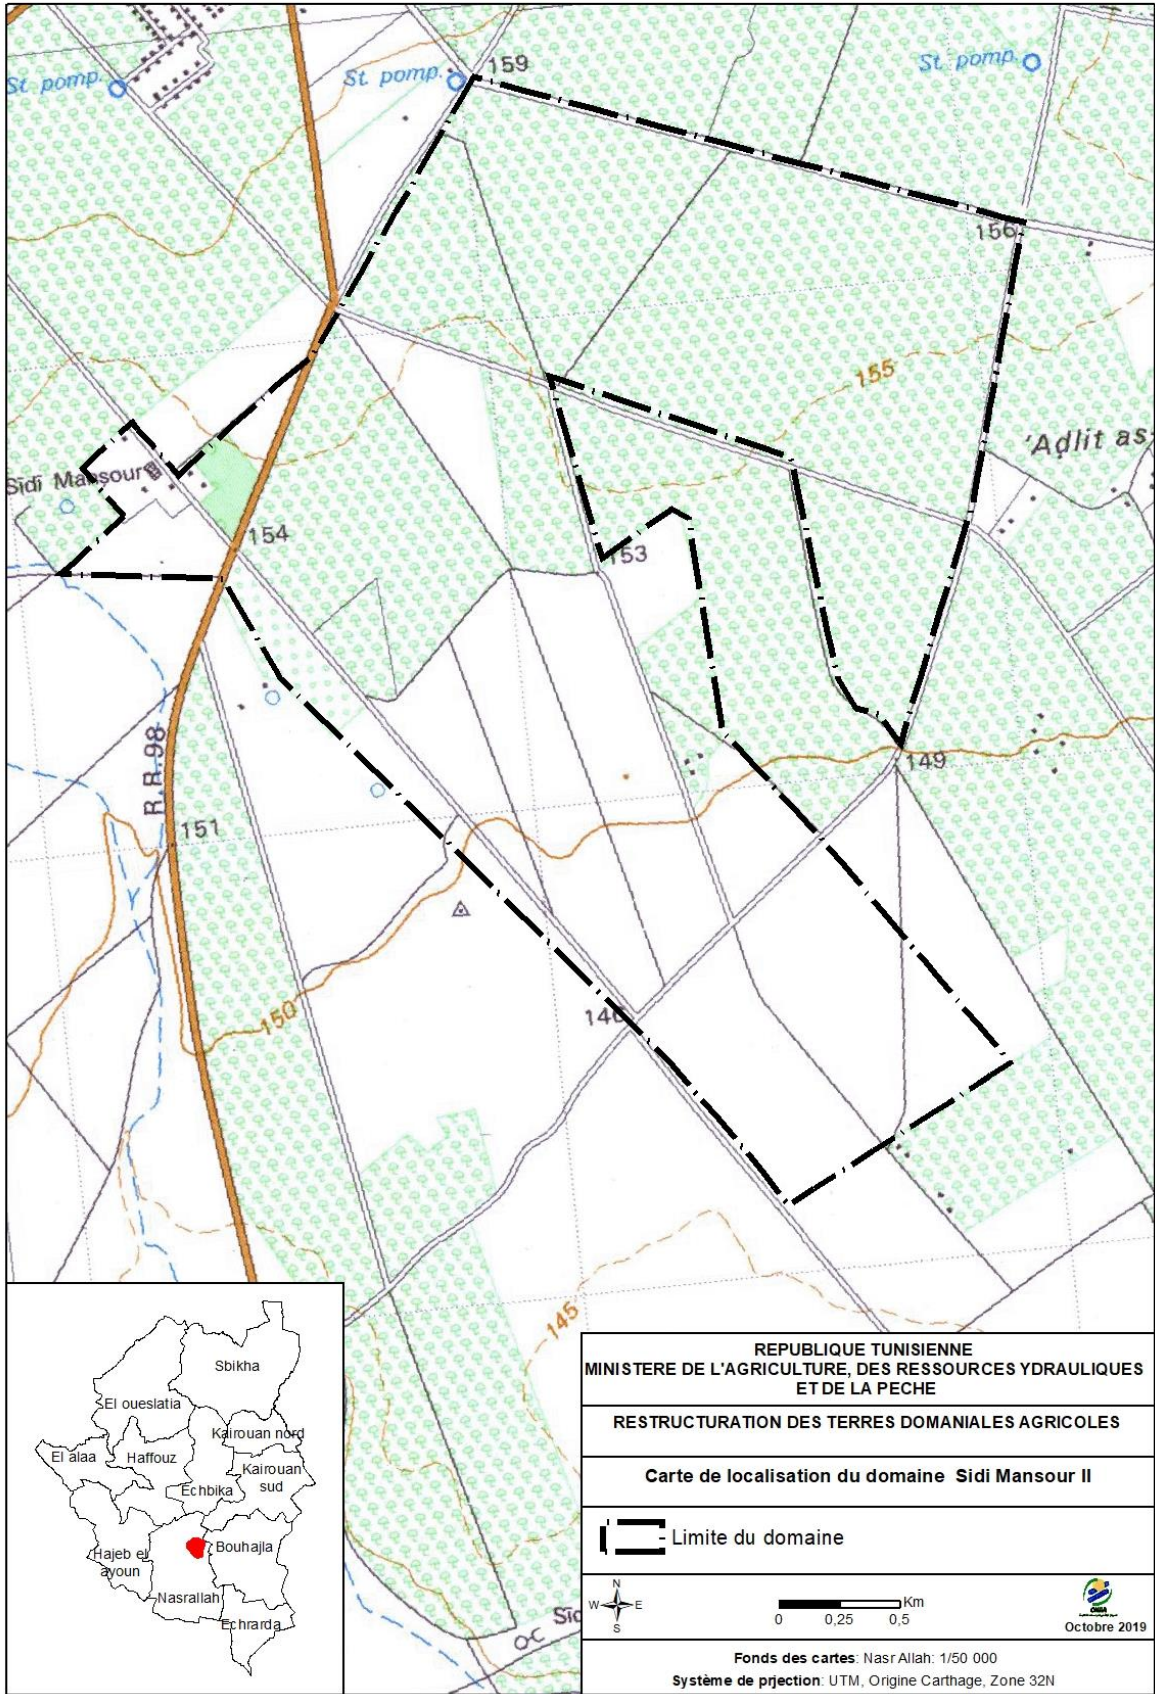 159
St. pomp.
St. pomp.
St. pomp.
156
155
'Adlit as
Sidi Mansour
154
153
R.R.98
149
151
150
146
145
Sbikha
El oueslatia
Kairouan nord
El alaa
Haffouz
Kairouan
sud
Echbika
Hajeb el
ayoun
Bouhajla
Nasrallah
Echrarda
REPUBLIQUE TUNISIENNE
MINISTERE DE L'AGRICULTURE, DES RESSOURCES YDRAULIQUES
ET DE LA PECHE
RESTRUCTURATION DES TERRES DOMANIALES AGRICOLES
Carte de localisation du domaine Sidi Mansour II
Limite du domaine
N
W E
S
Km
0 0,25 0,5
Octobre 2019
Fonds des cartes: Nasr Allah: 1/50 000
Système de prjection: UTM, Origine Carthage, Zone 32N